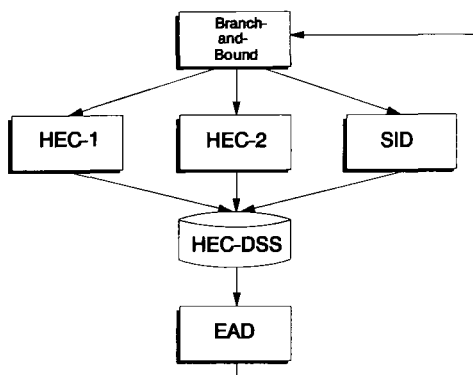 Branch-
and-
Bound
HEC-1
HEC-2
SID
HEC-DSS
EAD